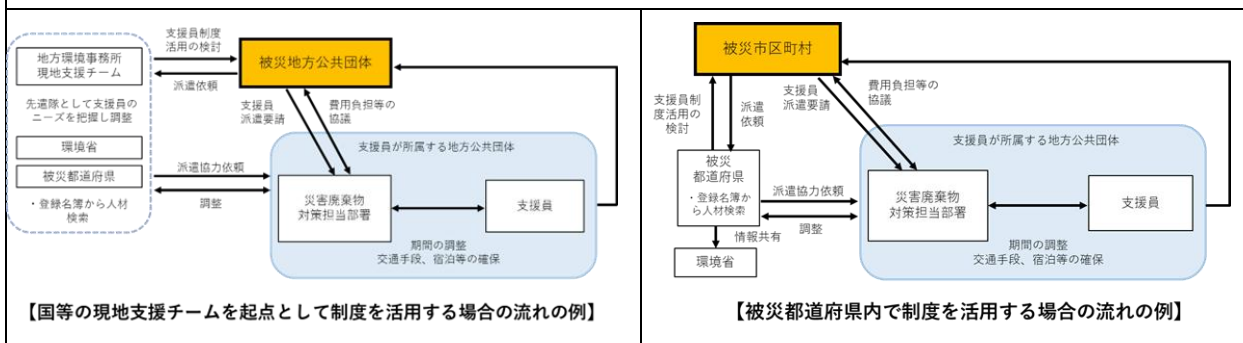 支援員制度
活用の検討
地方環境事務所
現地支援チーム
被災地方公共団体
派遣依頼
先遣隊として支援員の
ニーズを把握し調整
支援員
派遣要請
費用負担等の
協議
環境省
被災都道府県
・登録名簿から人材
検索
派遣協力依頼
調整
支援員が所属する地方公共団体
災害廃棄物
対策担当部署
支援員
期間の調整
交通手段、宿泊等の確保
【国等の現地支援チームを起点として制度を活用する場合の流れの例】
被災市区町村
支援員制
度活用の
検討
派遣
依頼
支援員
派遣要請
費用負担等の
協議
支援員が所属する地方公共団体
被災
都道府県
・登録名簿か
ら人材検索
派遣協力依頼
調整
情報共有
環境省
災害廃棄物
対策担当部署
支援員
期間の調整
交通手段、宿泊等の確保
【被災都道府県内で制度を活用する場合の流れの例】